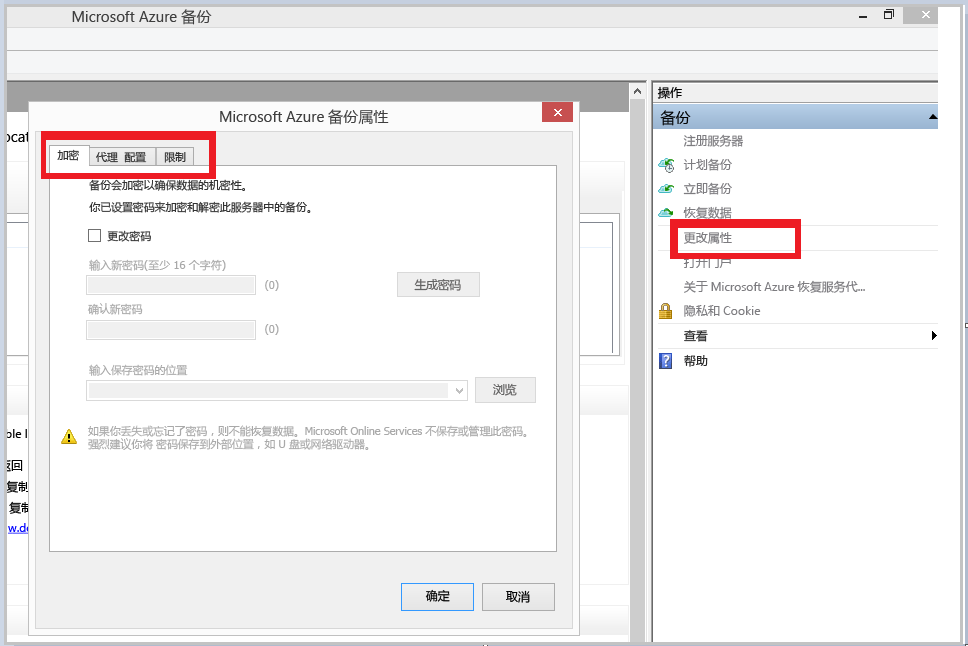 Microsoft Azure 备份
Microsoft Azure 备份属性
加密
代理 配置
限制
备份会加密以确保数据的机密性。
你已设置密码来加密和解密此服务器中的备份。
更改密码
输入新密码(至少 16 个字符)
(0)
生成密码
确认新密码
(0)
输入保存密码的位置
浏览
如果你丢失或忘记了密码，则不能恢复数据。Microsoft Online Services 不保存或管理此密码。
强烈建议你将 密码保存到外部位置，如 U 盘或网络驱动器。
确定
取消
ocat
ble l
返回
复制
复制
w.do
操作
备份
注册服务器
计划备份
立即备份
恢复数据
更改属性
打开门户
关于 Microsoft Azure 恢复服务代...
隐私和 Cookie
查看
帮助